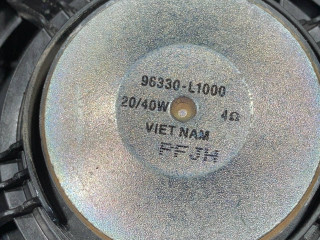 96330-L1000
20/40W 4Ω
VIET NAM
PFJH